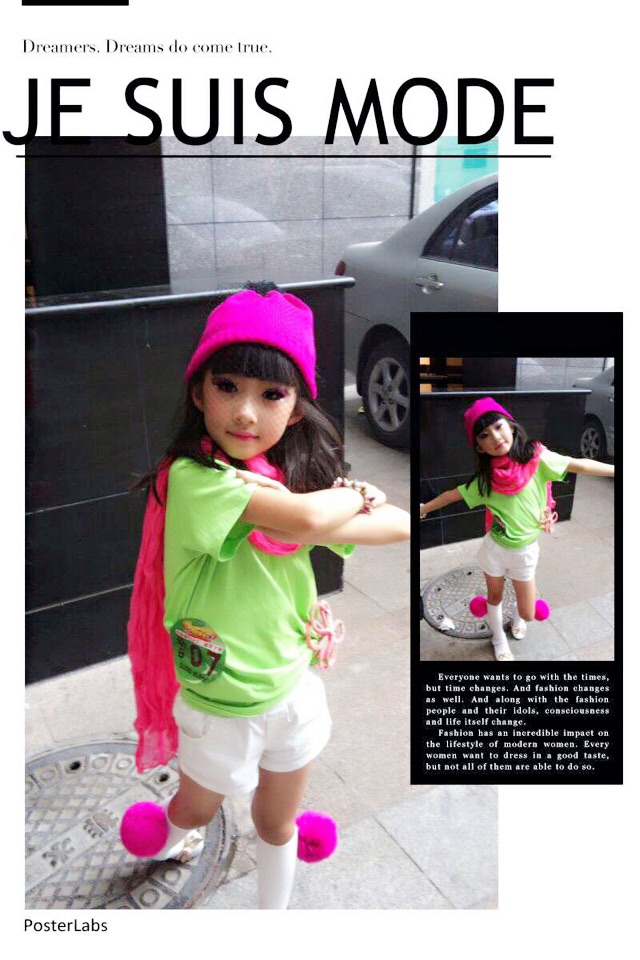 Dreamers. Dreams do come true.
JE SUIS MODE
07
Everyone wants to go with the times,
but time changes. And fashion changes
as well. And along with the fashion
people and their idols, consciousness
and life itself change.
Fashion has an incredible impact on
the lifestyle of modern women. Every
women want to dress in a good taste,
but not all of them are able to do so.
PosterLabs